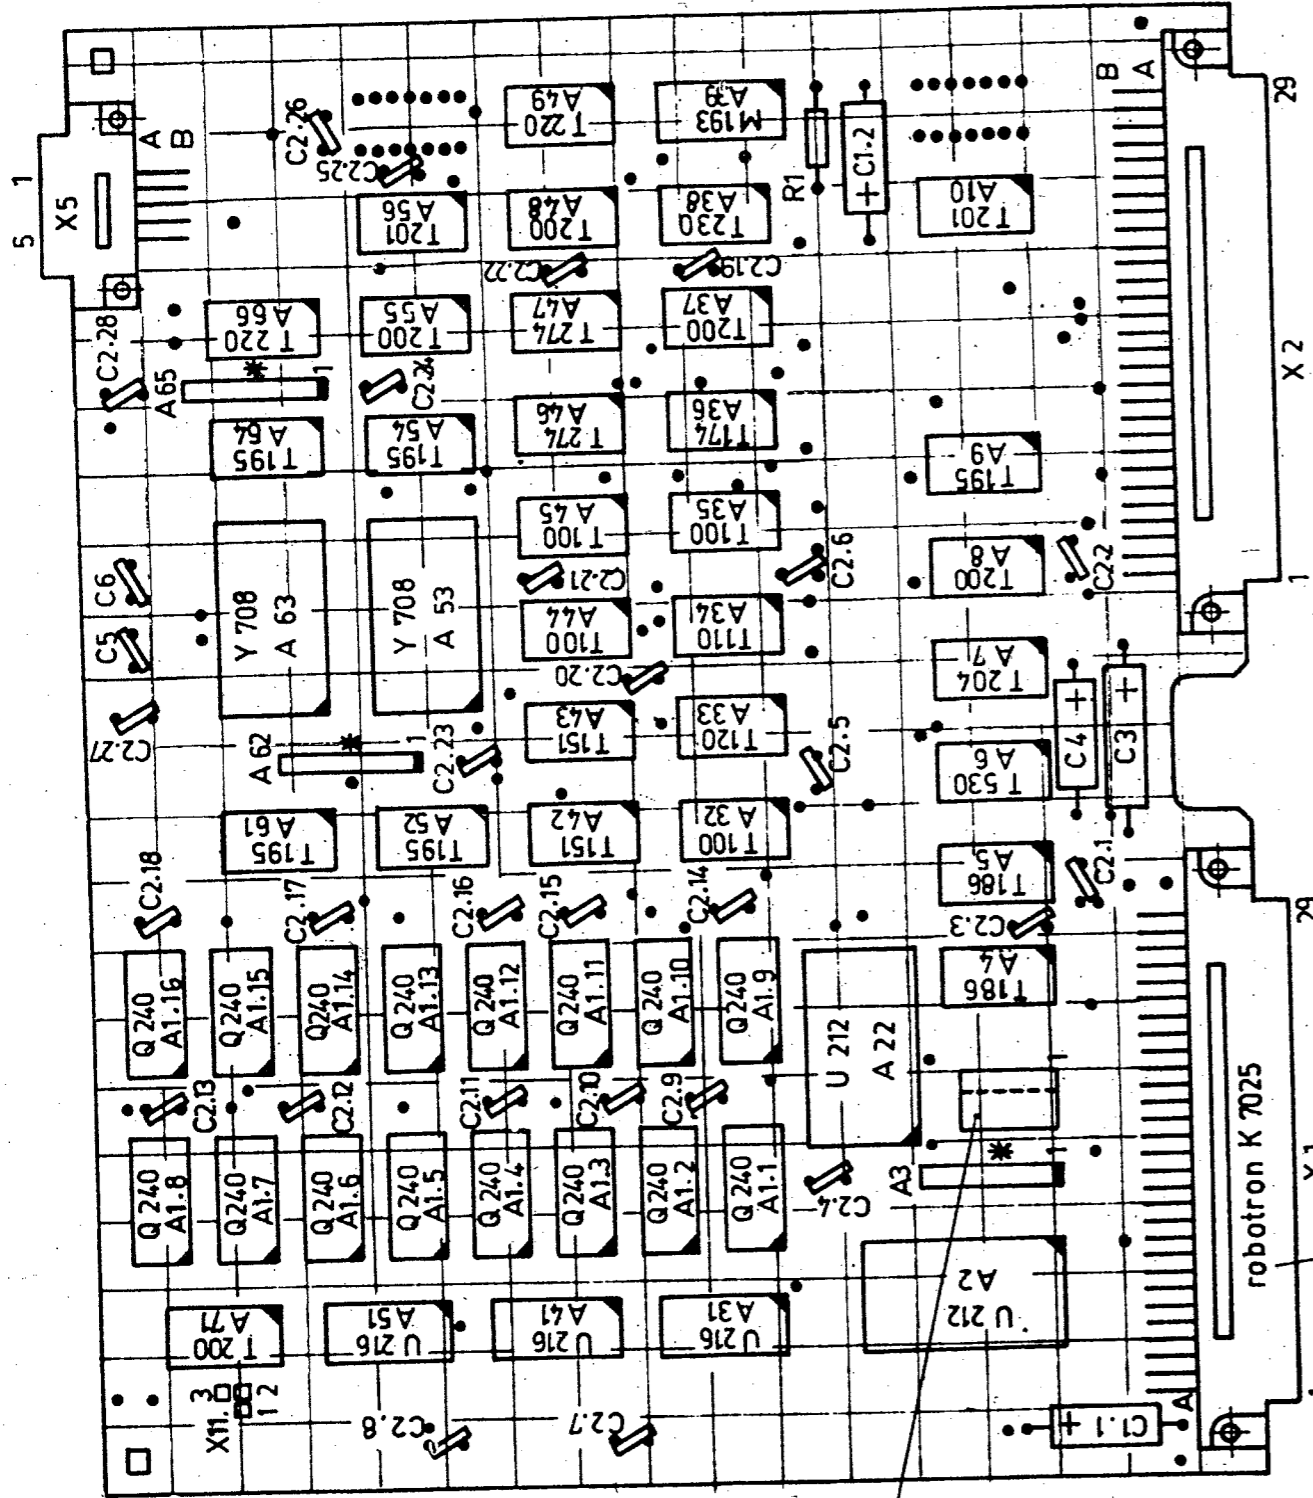 5 1
X5
A
B
C2.26
C2.25
A49
T220
A39
M193
R1
C1.2
+
B
A
29
A56
T201
A48
T200
A38
T230
A10
T201
C2.22
C2.19
C2.28
A66
T220
A55
T200
A47
T274
A37
T200
X2
A65
*
1
C2.24
A64
T195
A54
T195
A46
T274
A36
T174
A9
T195
A45
T100
A35
T100
C6
C5
Y708
A63
Y708
A53
C2.21
C2.6
A8
T200
C2.2
1
A44
T100
A34
T110
C2.20
A7
T204
C2.27
A62
*
1
C2.23
A43
T151
A33
T120
C2.5
A6
T530
C4
+
C3
+
A61
T195
A52
T195
A42
T151
A32
T100
A5
T186
C2.1
C2.18
C2.17
C2.16
C2.15
C2.14
C2.3
29
Q240
A1.16
Q240
A1.15
Q240
A1.14
Q240
A1.13
Q240
A1.12
Q240
A1.11
Q240
A1.10
Q240
A1.9
U212
A22
A4
T186
C2.13
C2.12
C2.11
C2.10
C2.9
1
robotron K7025
Q240
A1.8
Q240
A1.7
Q240
A1.6
Q240
A1.5
Q240
A1.4
Q240
A1.3
Q240
A1.2
Q240
A1.1
C2.4
A3
*
1
X1
A2
U212
A71
T200
A51
U216
A41
U216
A31
U216
X11.
3
1 2
C2.8
C2.7
+
C1.1
A